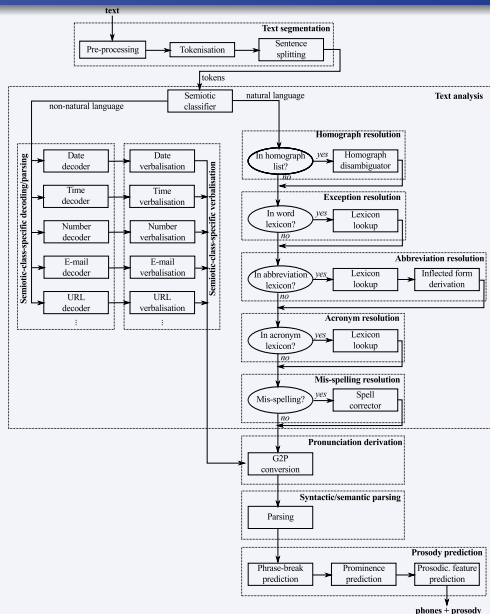 text
Text segmentation
Pre-processing
Tokenisation
Sentence
splitting
tokens
Semiotic
classifier
non-natural language
natural language
Text analysis
Semiotic-class-specific decoding/parsing
Date
decoder
Time
decoder
Number
decoder
E-mail
decoder
URL
decoder
⋮
Date
verbalisation
Time
verbalisation
Number
verbalisation
E-mail
verbalisation
URL
verbalisation
⋮
Semiotic-class-specific verbalisation
Homograph resolution
In homograph
list?
yes
Homograph
disambiguator
no
Exception resolution
In word
lexicon?
yes
Lexicon
lookup
no
Abbreviation resolution
In abbreviation
lexicon?
yes
Lexicon
lookup
Inflected form
derivation
no
Acronym resolution
In acronym
lexicon?
yes
Lexicon
lookup
no
Mis-spelling resolution
Mis-spelling?
yes
Spell
corrector
no
Pronunciation derivation
G2P
conversion
Syntactic/semantic parsing
Parsing
Prosody prediction
Phrase-break
prediction
Prominence
prediction
Prosodic. feature
prediction
phones + prosody